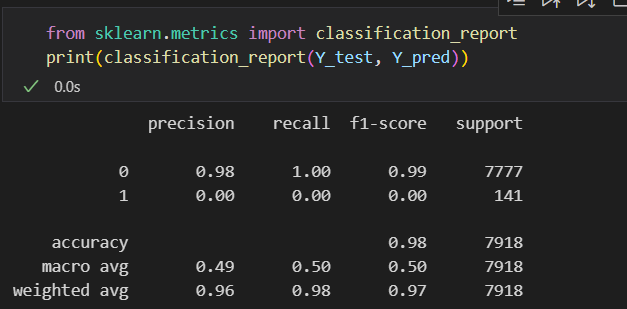 from sklearn.metrics import classification_report
print(classification_report(Y_test, Y_pred))
0.0s
precision recall f1-score support
0 0.98 1.00 0.99 7777
1 0.00 0.00 0.00 141
accuracy 0.98 7918
macro avg 0.49 0.50 0.50 7918
weighted avg 0.96 0.98 0.97 7918